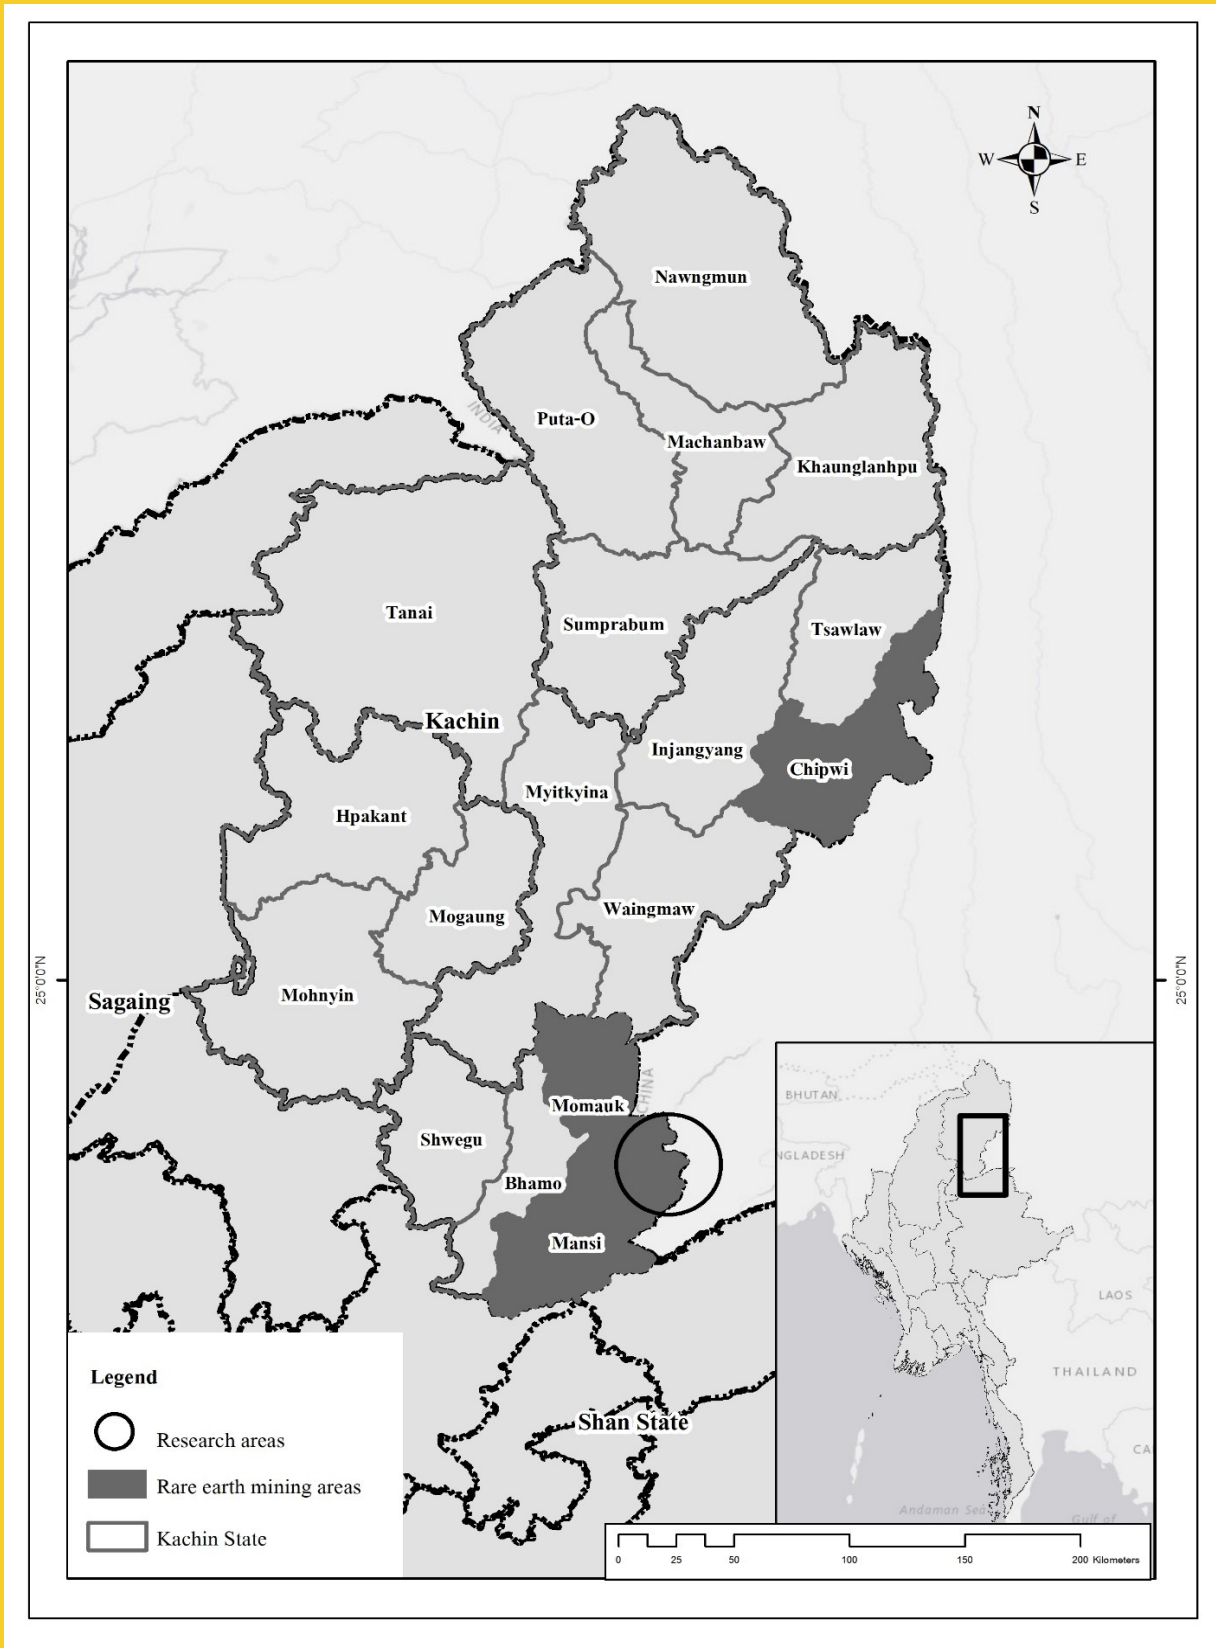 N
W
E
S
Nawngmun
INDIA
Puta-O
Machanbaw
Khaunglanhpu
Tanai
Sumprabum
Tsawlaw
Kachin
Injangyang
Chipwi
Myitkyina
Hpakant
Mogaung
Waingmaw
25°0'0"N
25°0'0"N
Sagaing
Mohnyin
CHINA
Momauk
Shwegu
Bhamo
Mansi
BHUTAN
NGLADESH
LAOS
THAILAND
CA
Andaman Sea
Gulf of
Shan State
Legend
Research areas
Rare earth mining areas
Kachin State
0 25 50 100 150 200 Kilometers